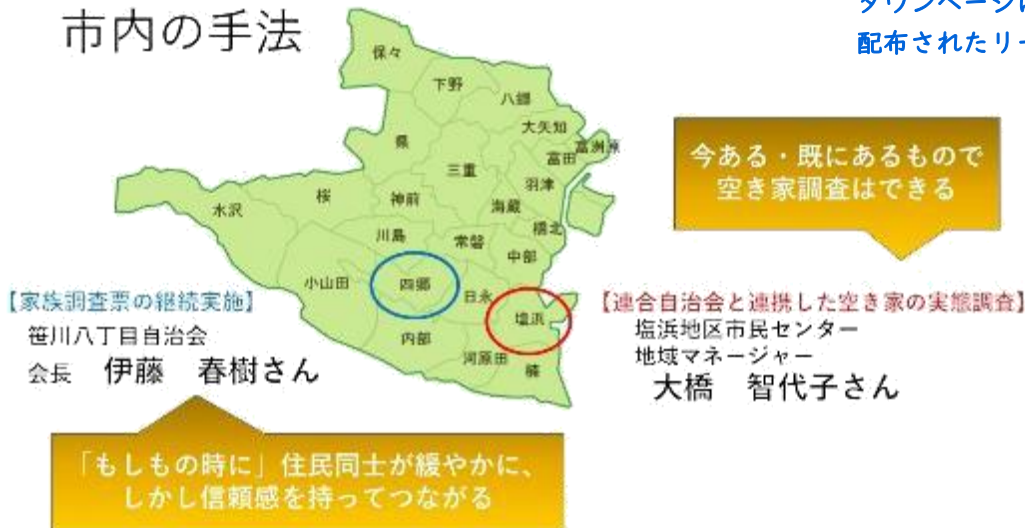 市内の手法
タウンページに
配布されたリー
保々
下野
八郷
大矢知
富洲原
富田
県
三重
羽津
桜
神前
海蔵
水沢
橋北
川島
常磐
中部
小山田
四郷
日永
塩浜
内部
河原田
楠
今ある・既にあるもので
空き家調査はできる
【家族調査票の継続実施】
笹川八丁目自治会
会長 伊藤 春樹さん
【連合自治会と連携した空き家の実態調査】
塩浜地区市民センター
地域マネージャー
大橋 智代子さん
「もしもの時に」住民同士が緩やかに、
しかし信頼感を持ってつながる